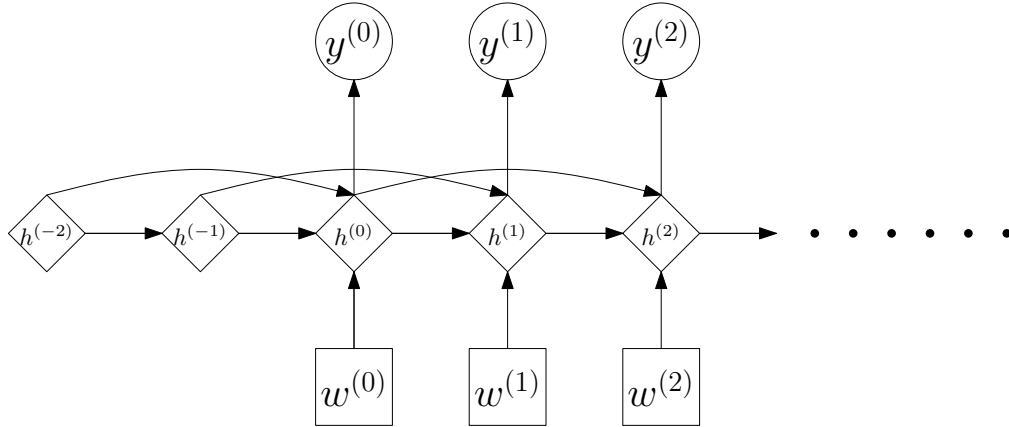 y^{(0)} y^{(1)} y^{(2)}
h^{(-2)} h^{(-1)} h^{(0)} h^{(1)} h^{(2)}
w^{(0)} w^{(1)} w^{(2)}